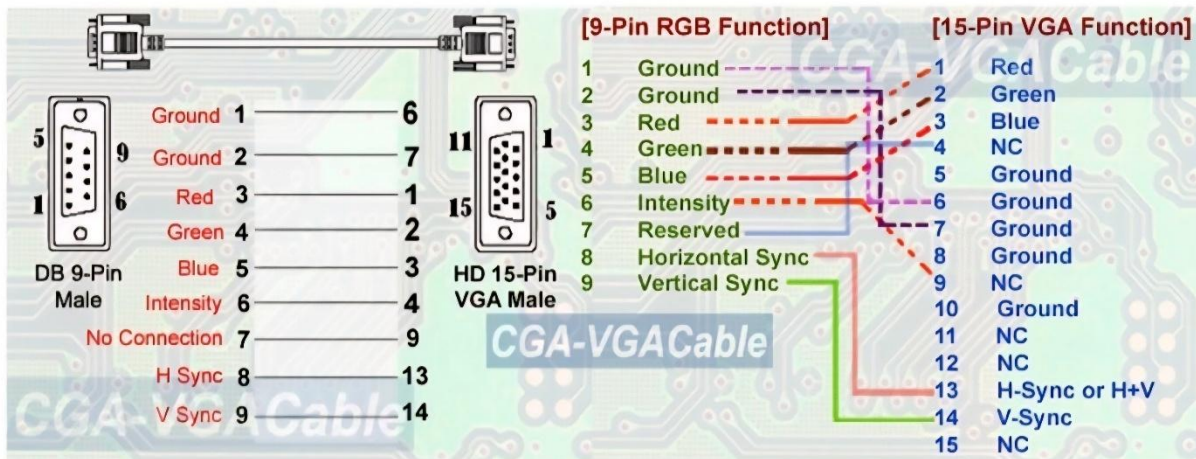 [9-Pin RGB Function]
[15-Pin VGA Function]
CGA-VGACable
1 Ground
2 Ground
3 Red
4 Green
5 Blue
6 Intensity
7 Reserved
8 Horizontal Sync
9 Vertical Sync
1 Red
2 Green
3 Blue
4 NC
5 Ground
6 Ground
7 Ground
8 Ground
9 NC
10 Ground
11 NC
12 NC
13 H-Sync or H+V
14 V-Sync
15 NC
Ground 1 6
Ground 2 7
Red 3 1
Green 4 2
Blue 5 3
Intensity 6 4
No Connection 7 9
H Sync 8 13
V Sync 9 14
5 9
1 6
DB 9-Pin
Male
11 1
15 5
HD 15-Pin
VGA Male
CGA-VGACable
CGA-VGACable